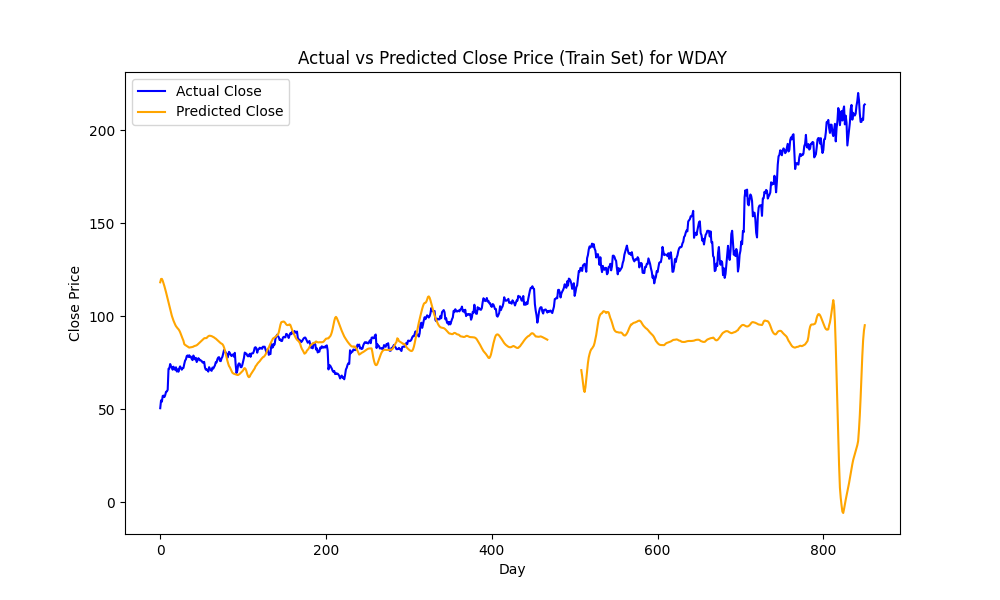 Actual vs Predicted Close Price (Train Set) for WDAY
Actual Close
Predicted Close
200
150
100
50
0
Close Price
0 200 400 600 800
Day